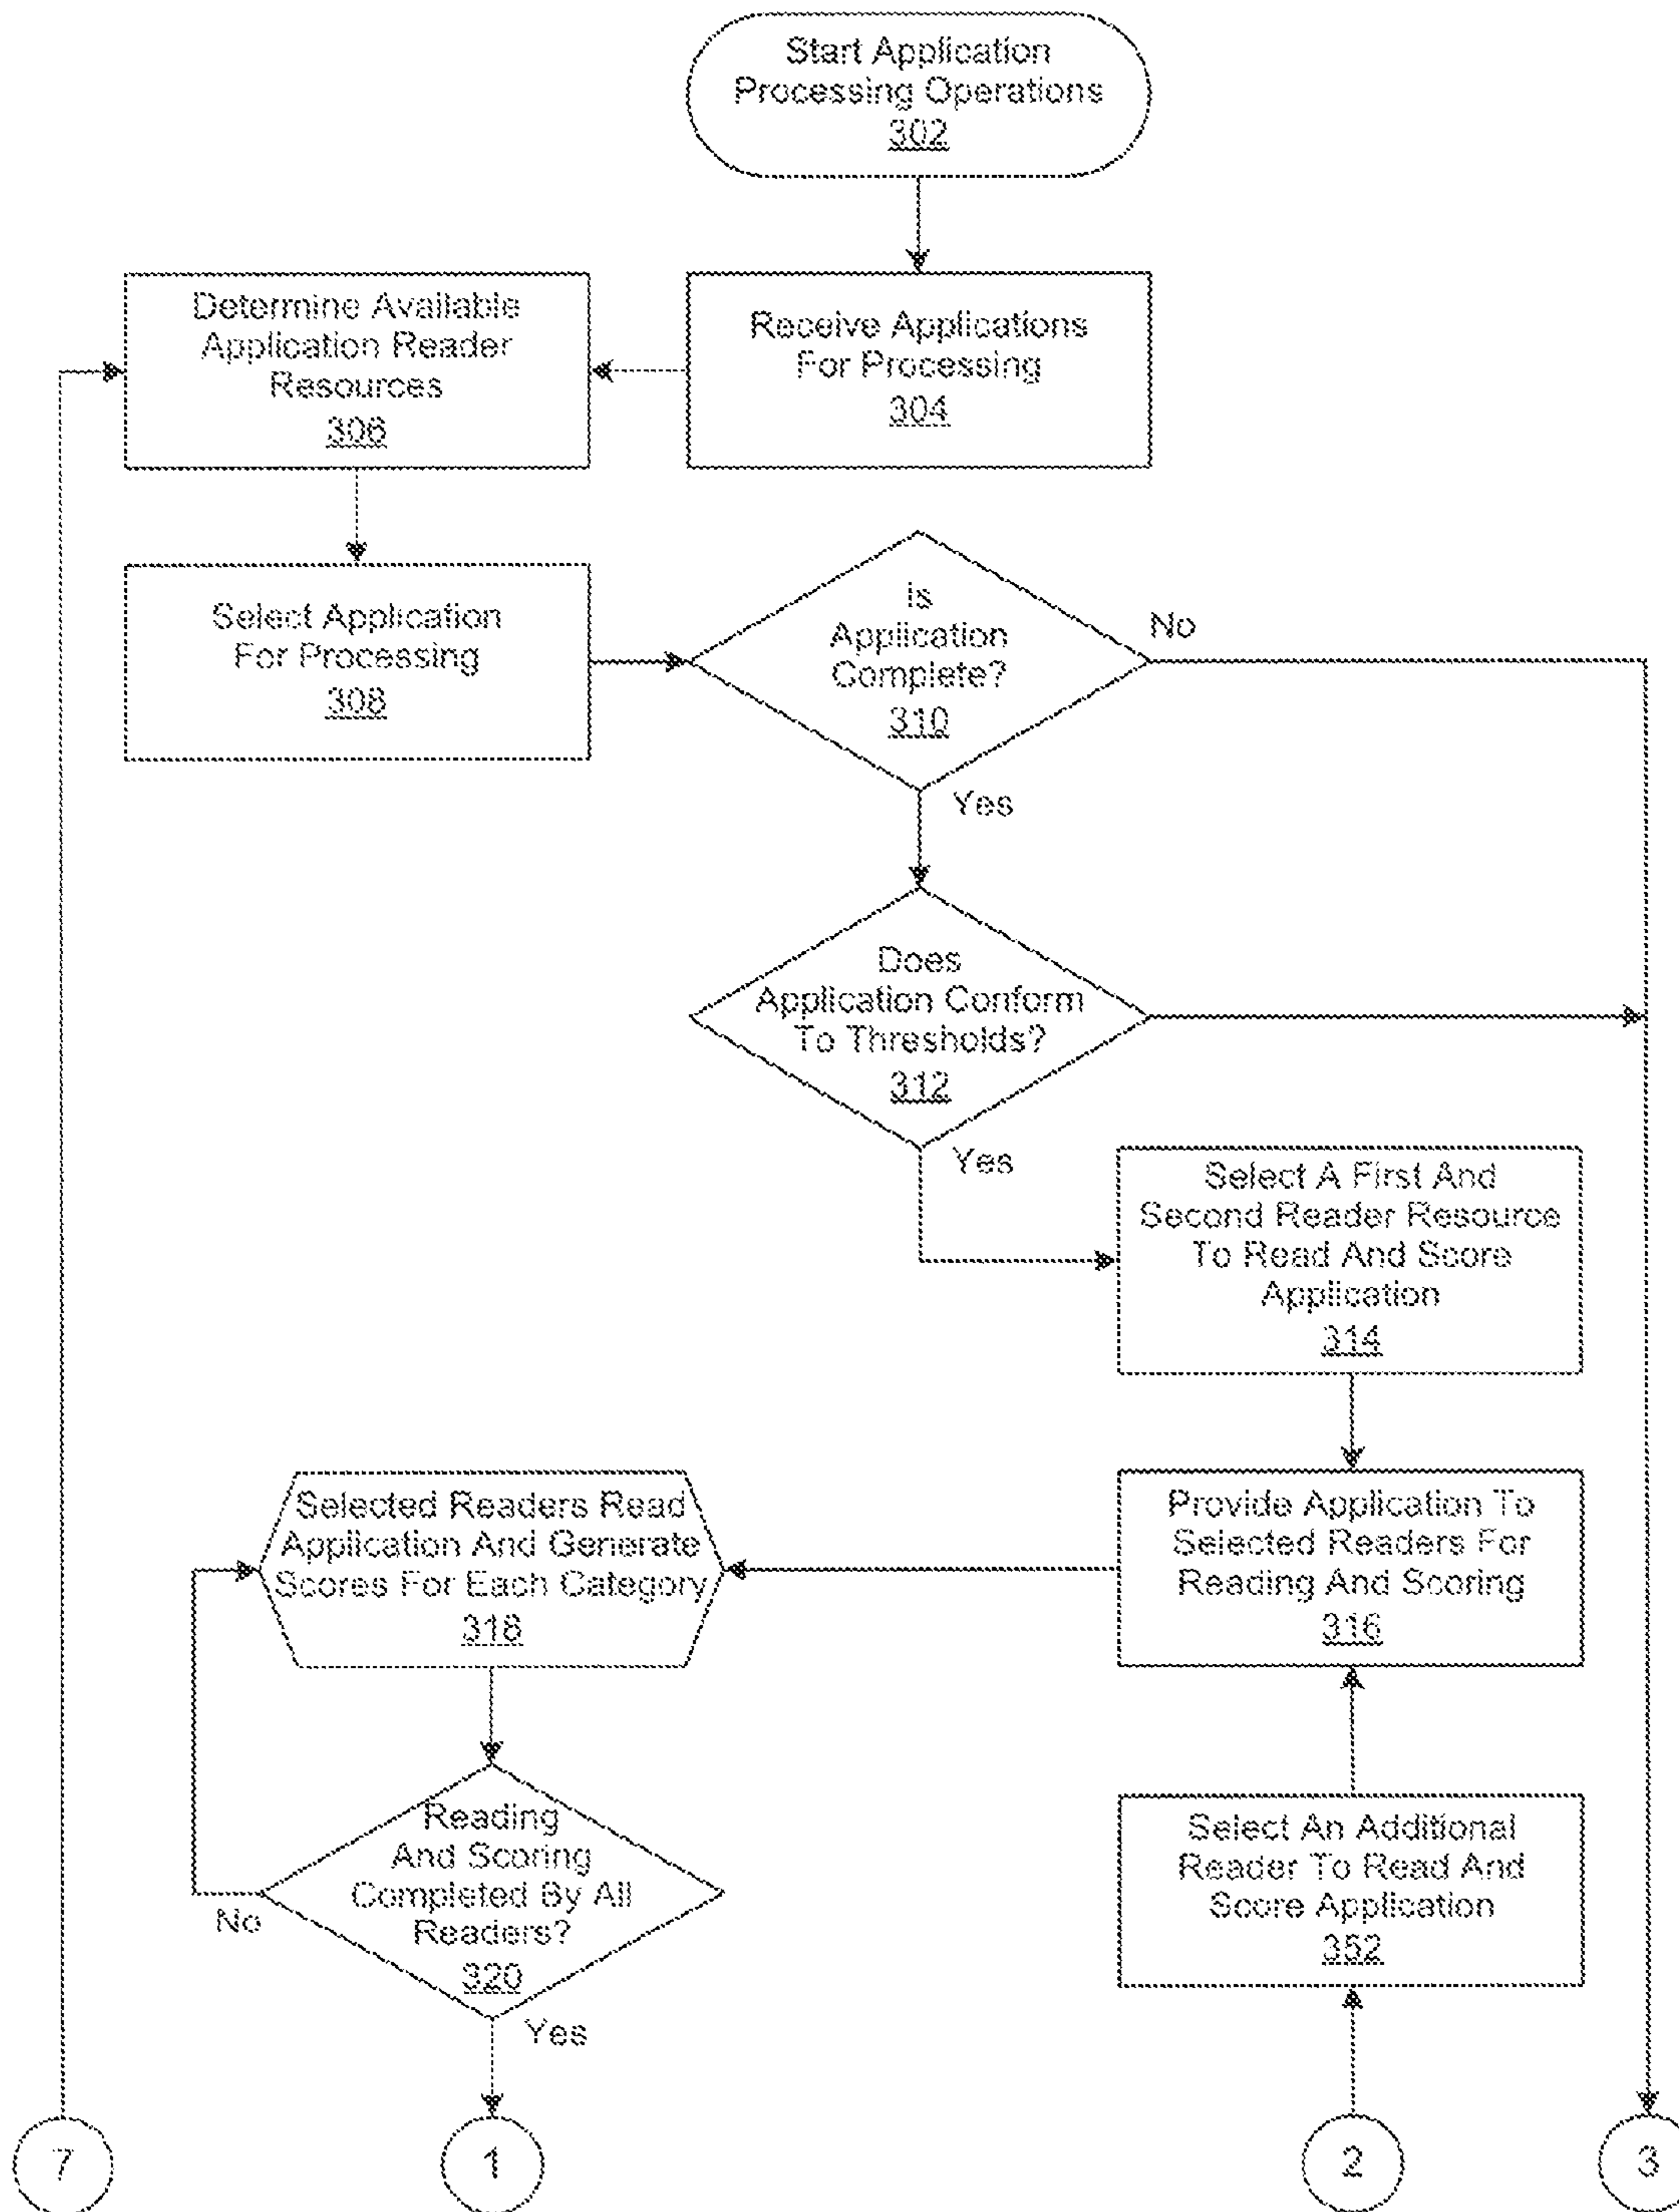 Start Application
Processing Operations
302
Determine Available
Application Reader
Resources
306
Receive Applications
For Processing
304
Select Application
For Processing
308
Is
Application
Complete?
310
No
Yes
Does
Application Conform
To Thresholds?
312
Yes
Select A First And
Second Reader Resource
To Read And Score
Application
314
Selected Readers Read
Application And Generate
Scores For Each Category
318
Provide Application To
Selected Readers For
Reading And Scoring
316
Reading
And Scoring
Completed By All
Readers?
320
No
Yes
Select An Additional
Reader To Read And
Score Application
352
7
1
2
3